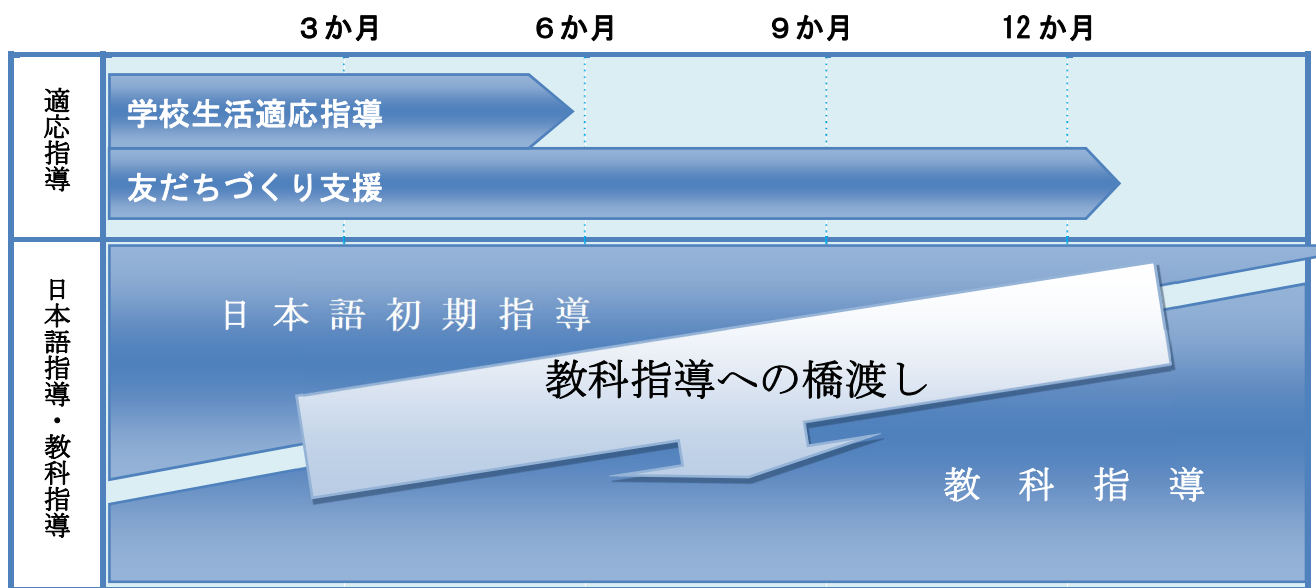 3か月 6か月 9か月 12か月
適応指導
学校生活適応指導
友だちづくり支援
日本語指導・教科指導
日本語初期指導
教科指導への橋渡し
教科指導